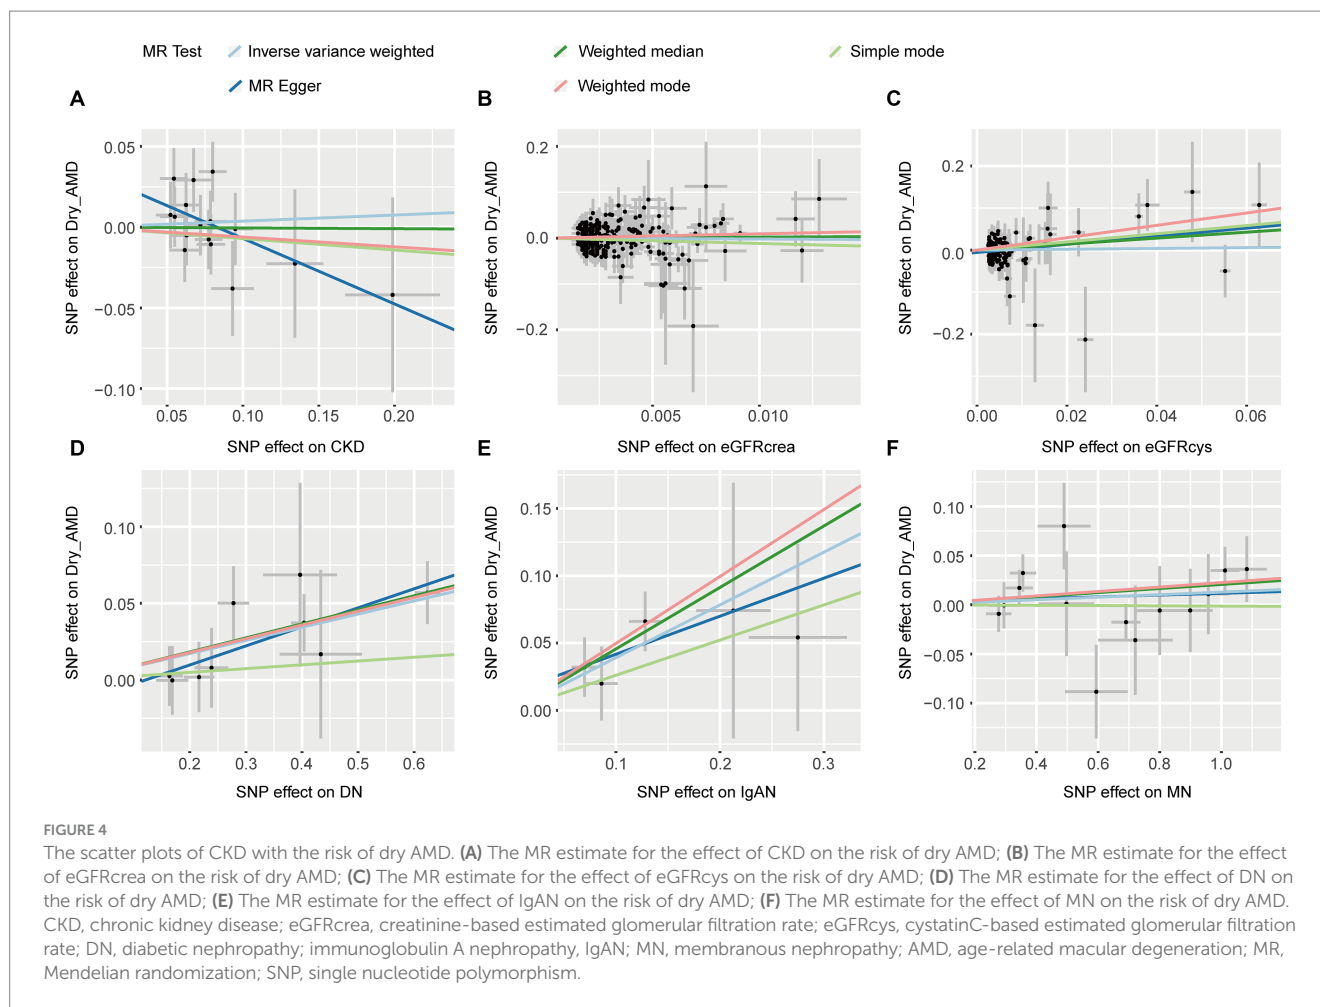 MR Test
Inverse variance weighted
Weighted median
Simple mode
MR Egger
Weighted mode
A
SNP effect on Dry_AMD
0.05
0.00
−0.05
−0.10
0.05 0.10 0.15 0.20
SNP effect on CKD
B
SNP effect on Dry_AMD
0.2
0.0
−0.2
0.005 0.010
SNP effect on eGFRcrea
C
SNP effect on Dry_AMD
0.2
0.0
−0.2
0.00 0.02 0.04 0.06
SNP effect on eGFRcys
D
SNP effect on Dry_AMD
0.10
0.05
0.00
0.2 0.3 0.4 0.5 0.6
SNP effect on DN
E
SNP effect on Dry_AMD
0.15
0.10
0.05
0.00
0.1 0.2 0.3
SNP effect on IgAN
F
SNP effect on Dry_AMD
0.10
0.05
0.00
−0.05
−0.10
0.2 0.4 0.6 0.8 1.0
SNP effect on MN
FIGURE 4
The scatter plots of CKD with the risk of dry AMD. (A) The MR estimate for the effect of CKD on the risk of dry AMD; (B) The MR estimate for the effect
of eGFRcrea on the risk of dry AMD; (C) The MR estimate for the effect of eGFRcys on the risk of dry AMD; (D) The MR estimate for the effect of DN on
the risk of dry AMD; (E) The MR estimate for the effect of IgAN on the risk of dry AMD; (F) The MR estimate for the effect of MN on the risk of dry AMD.
CKD, chronic kidney disease; eGFRcrea, creatinine-based estimated glomerular filtration rate; eGFRcys, cystatinC-based estimated glomerular filtration
rate; DN, diabetic nephropathy; immunoglobulin A nephropathy, IgAN; MN, membranous nephropathy; AMD, age-related macular degeneration; MR,
Mendelian randomization; SNP, single nucleotide polymorphism.